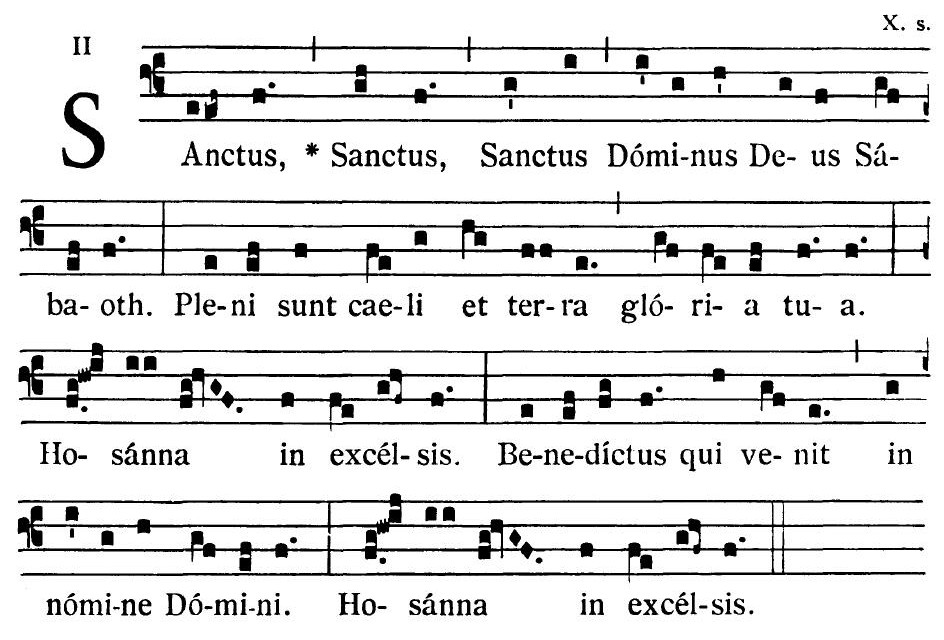 II X. s.
SAnctus, * Sanctus, Sanctus Dómi-nus De- us Sá-
ba- oth. Ple-ni sunt cae-li et ter-ra gló- ri- a tu- a.
Ho- sánna in excél- sis. Be-ne-díctus qui ve- nit in
nómi-ne Dó-mi-ni. Ho- sánna in excél-sis.